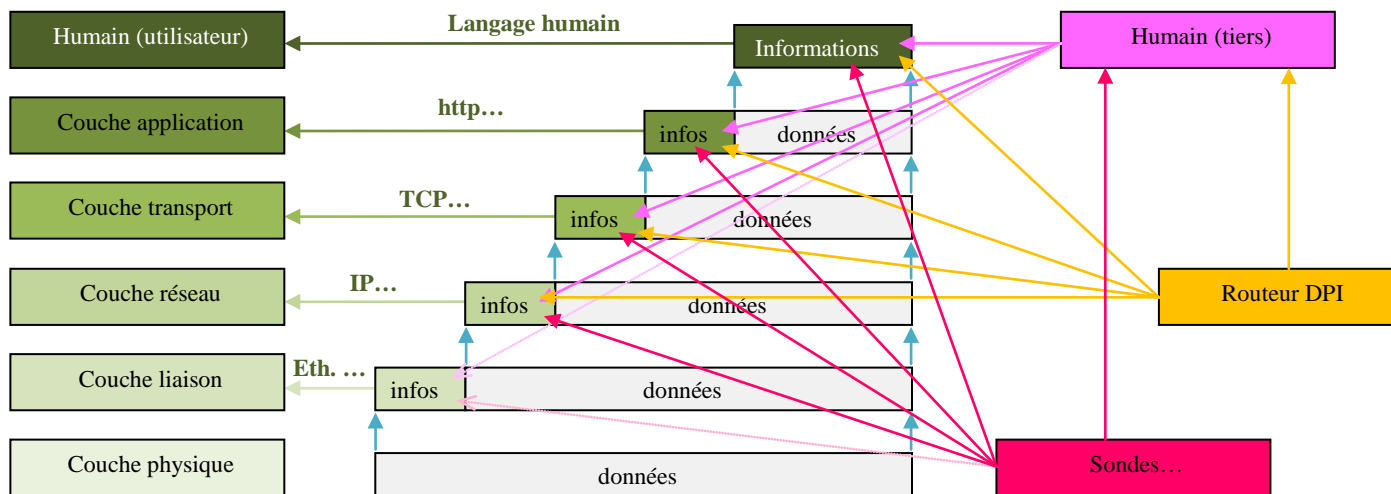 Langage humain
Humain (utilisateur)
Informations
Humain (tiers)
http…
Couche application
infos
données
TCP…
Couche transport
infos
données
IP…
Couche réseau
infos
données
Routeur DPI
Eth. …
Couche liaison
infos
données
Couche physique
données
Sondes…